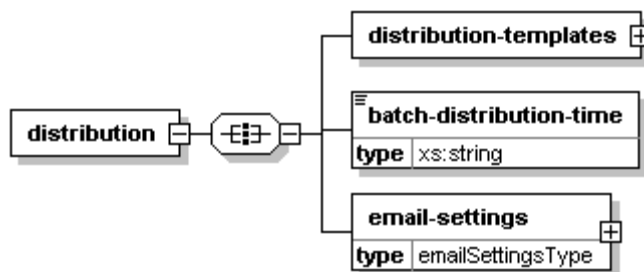 distribution-templates
distribution
batch-distribution-time
type xs:string
email-settings
type emailSettingsType